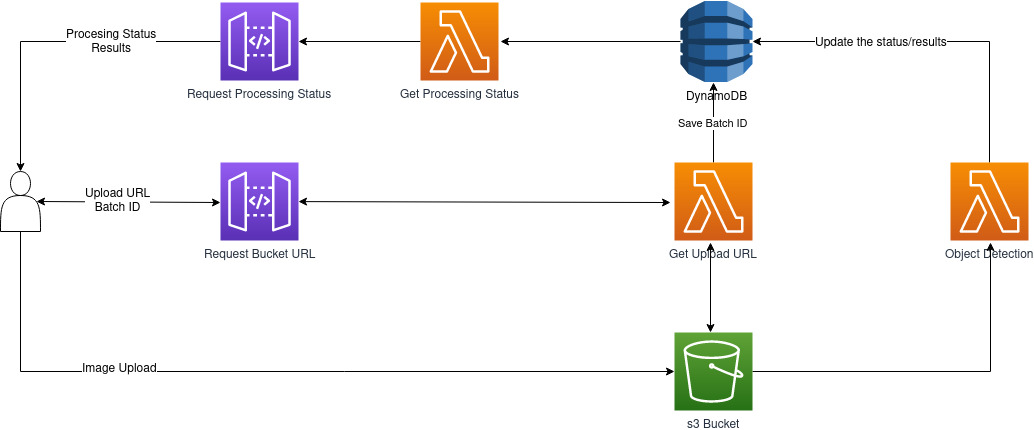 Procesing Status
Results
Update the status/results
Request Processing Status
Get Processing Status
DynamoDB
Save Batch ID
Upload URL
Batch ID
Request Bucket URL
Get Upload URL
Object Detection
Image Upload
s3 Bucket